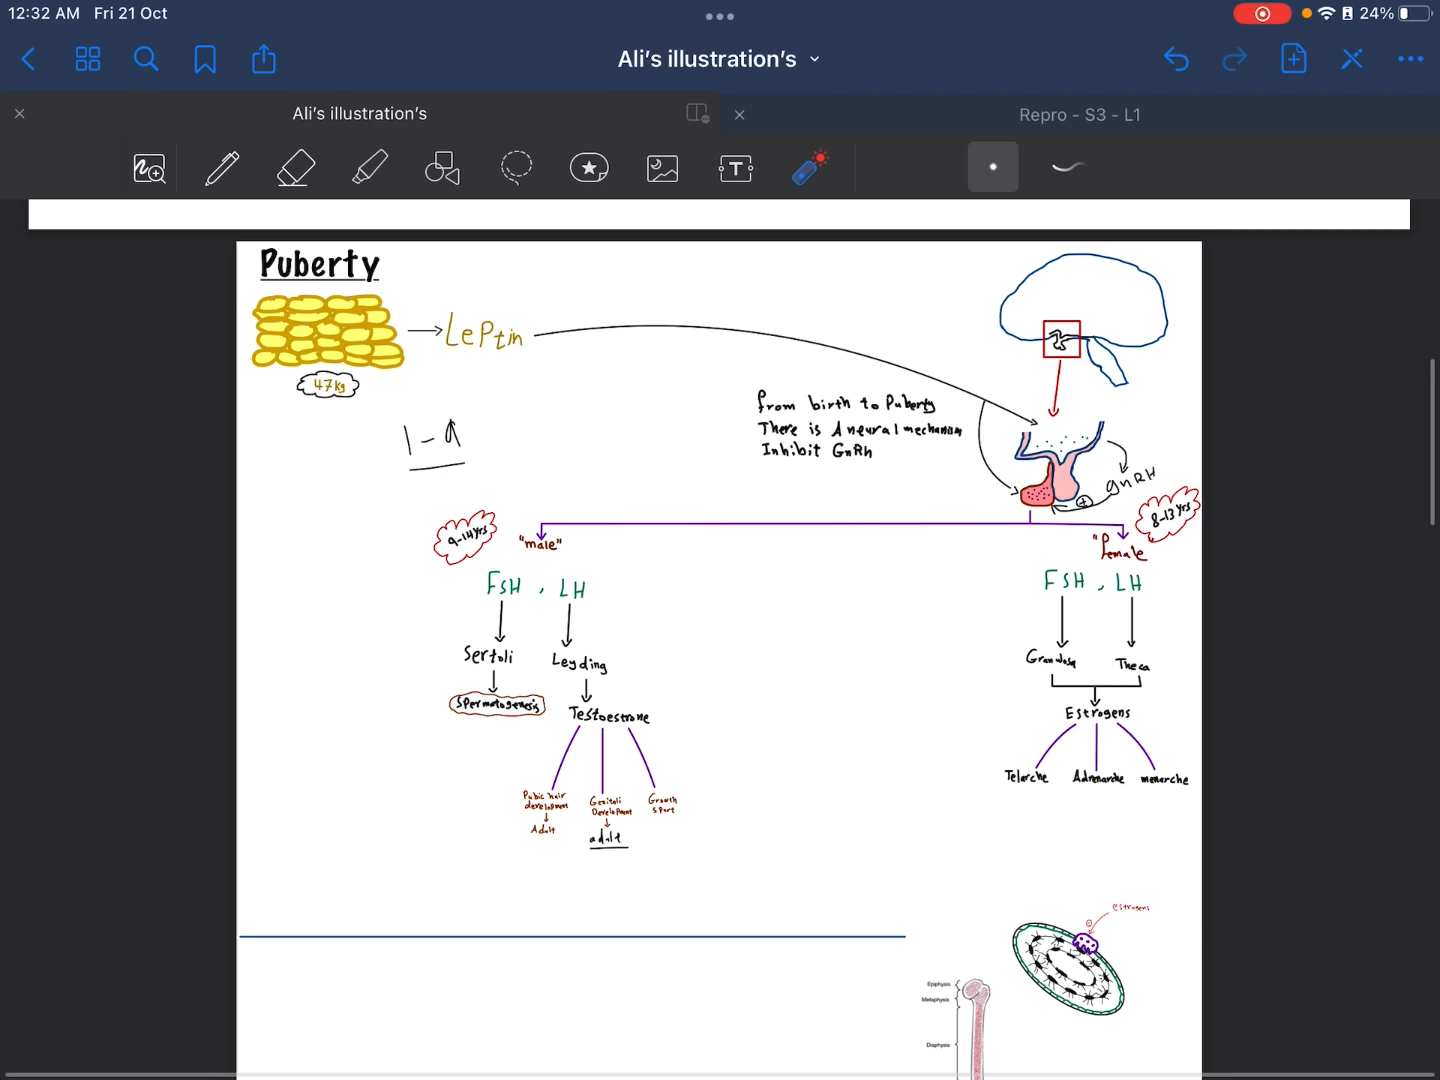 12:32 AM Fri 21 Oct
24%
Ali's illustration's
Ali's illustration's
Repro - S3 - L1
Puberty
LePtin
47kg
from birth to Puberty
There is A neural mechanism
Inhibit GnRh
gnRH
9-14yrs
8-13yrs
"male"
"female
FSH , LH
FSH , LH
Sertoli
Leyding
Granulosa
Theca
Spermatogenesis
Testoestrone
Estrogens
Telarche
Adrenarche
menarche
Pubic hair
development
Adult
Genitali
Development
adult
Growth
spurt
estrogens
Epiphysis
Metaphysis
Diaphysis